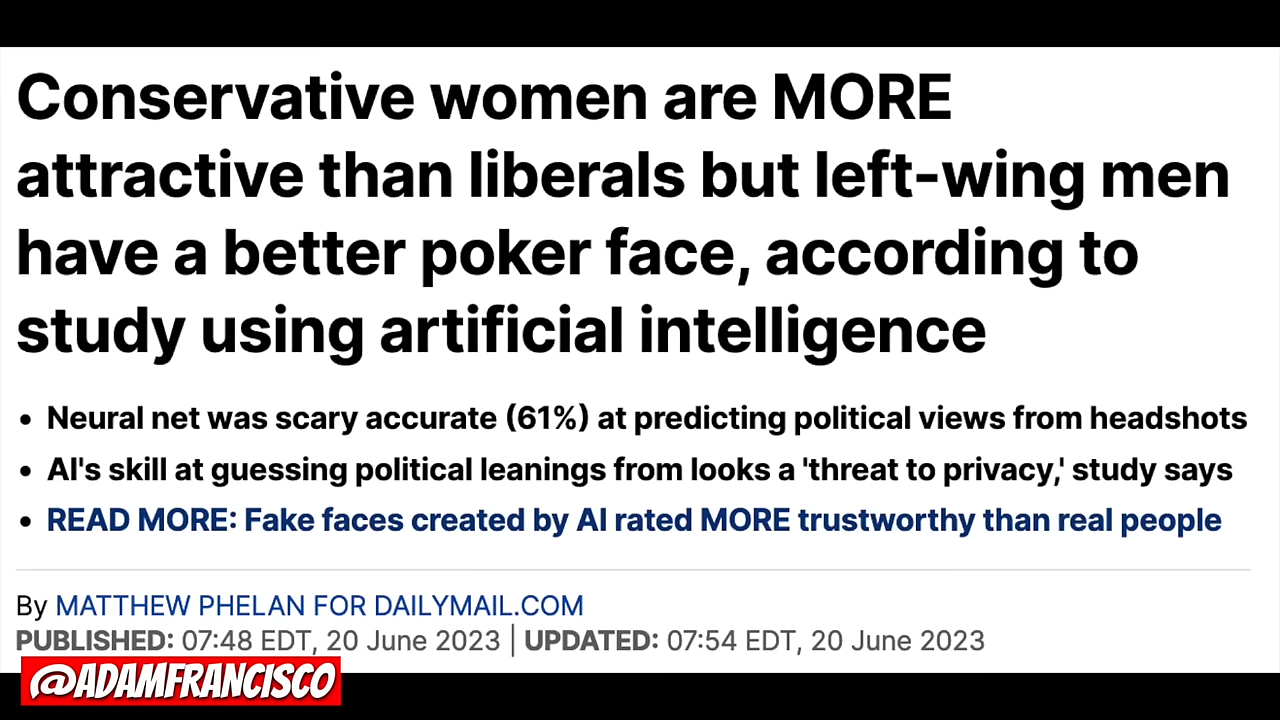 Conservative women are MORE
attractive than liberals but left-wing men
have a better poker face, according to
study using artificial intelligence
• Neural net was scary accurate (61%) at predicting political views from headshots
• AI's skill at guessing political leanings from looks a 'threat to privacy,' study says
• READ MORE: Fake faces created by AI rated MORE trustworthy than real people
By MATTHEW PHELAN FOR DAILYMAIL.COM
PUBLISHED: 07:48 EDT, 20 June 2023 | UPDATED: 07:54 EDT, 20 June 2023
@ADAMFRANCISCO